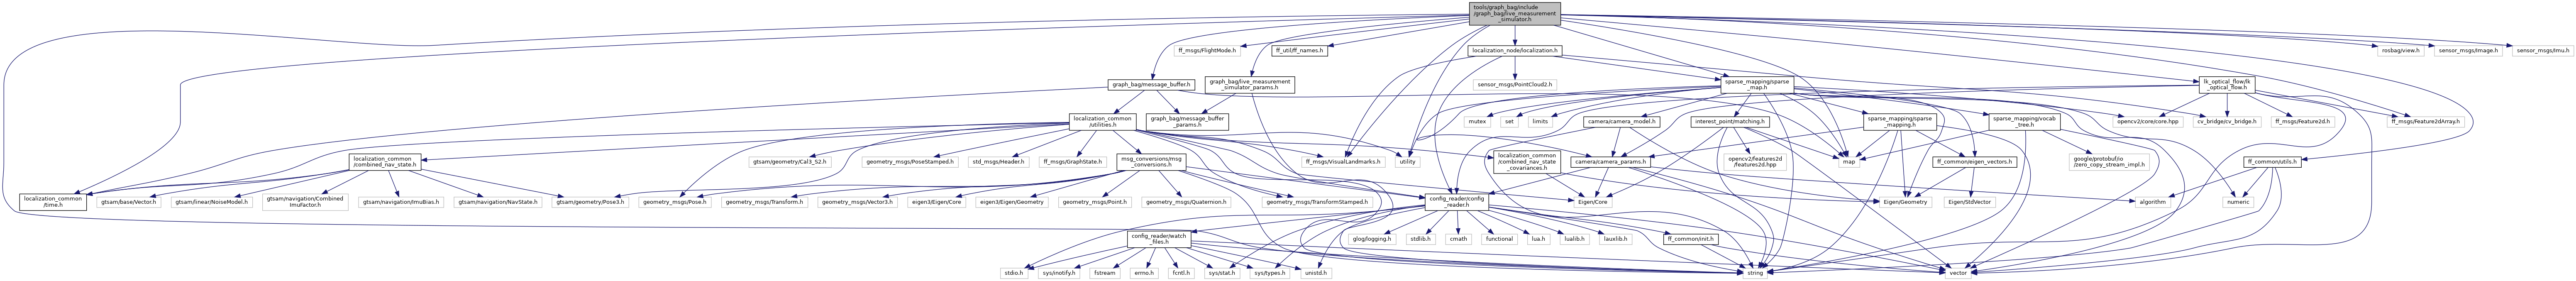 tools/graph_bag/include
/graph_bag/live_measurement
_simulator.h
ff_msgs/FlightMode.h
ff_util/ff_names.h
localization_node/localization.h
rosbag/view.h
sensor_msgs/Image.h
sensor_msgs/Imu.h
graph_bag/message_buffer.h
graph_bag/live_measurement
_simulator_params.h
sensor_msgs/PointCloud2.h
sparse_mapping/sparse
_map.h
lk_optical_flow/lk
_optical_flow.h
localization_common
/utilities.h
graph_bag/message_buffer
_params.h
mutex
set
limits
camera/camera_model.h
interest_point/matching.h
sparse_mapping/sparse
_mapping.h
sparse_mapping/vocab
_tree.h
opencv2/core/core.hpp
cv_bridge/cv_bridge.h
ff_msgs/Feature2d.h
ff_msgs/Feature2dArray.h
localization_common
/combined_nav_state.h
gtsam/geometry/Cal3_S2.h
geometry_msgs/PoseStamped.h
std_msgs/Header.h
ff_msgs/GraphState.h
msg_conversions/msg
_conversions.h
localization_common
/combined_nav_state
_covariances.h
ff_msgs/VisualLandmarks.h
utility
camera/camera_params.h
opencv2/features2d
/features2d.hpp
map
ff_common/eigen_vectors.h
google/protobuf/io
/zero_copy_stream_impl.h
ff_common/utils.h
localization_common
/time.h
gtsam/base/Vector.h
gtsam/linear/NoiseModel.h
gtsam/navigation/Combined
ImuFactor.h
gtsam/navigation/ImuBias.h
gtsam/navigation/NavState.h
gtsam/geometry/Pose3.h
geometry_msgs/Pose.h
geometry_msgs/Transform.h
geometry_msgs/Vector3.h
eigen3/Eigen/Core
eigen3/Eigen/Geometry
geometry_msgs/Point.h
geometry_msgs/Quaternion.h
geometry_msgs/TransformStamped.h
config_reader/config
_reader.h
Eigen/Core
Eigen/Geometry
Eigen/StdVector
algorithm
numeric
config_reader/watch
_files.h
glog/logging.h
stdlib.h
cmath
functional
lua.h
lualib.h
lauxlib.h
ff_common/init.h
stdio.h
sys/inotify.h
fstream
errno.h
fcntl.h
sys/stat.h
sys/types.h
unistd.h
string
vector